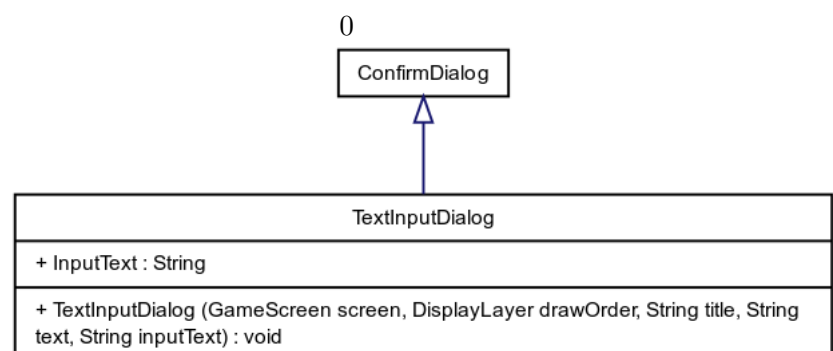 0
ConfirmDialog
TextInputDialog
+ InputText : String
+ TextInputDialog (GameScreen screen, DisplayLayer drawOrder, String title, String
text, String inputText) : void